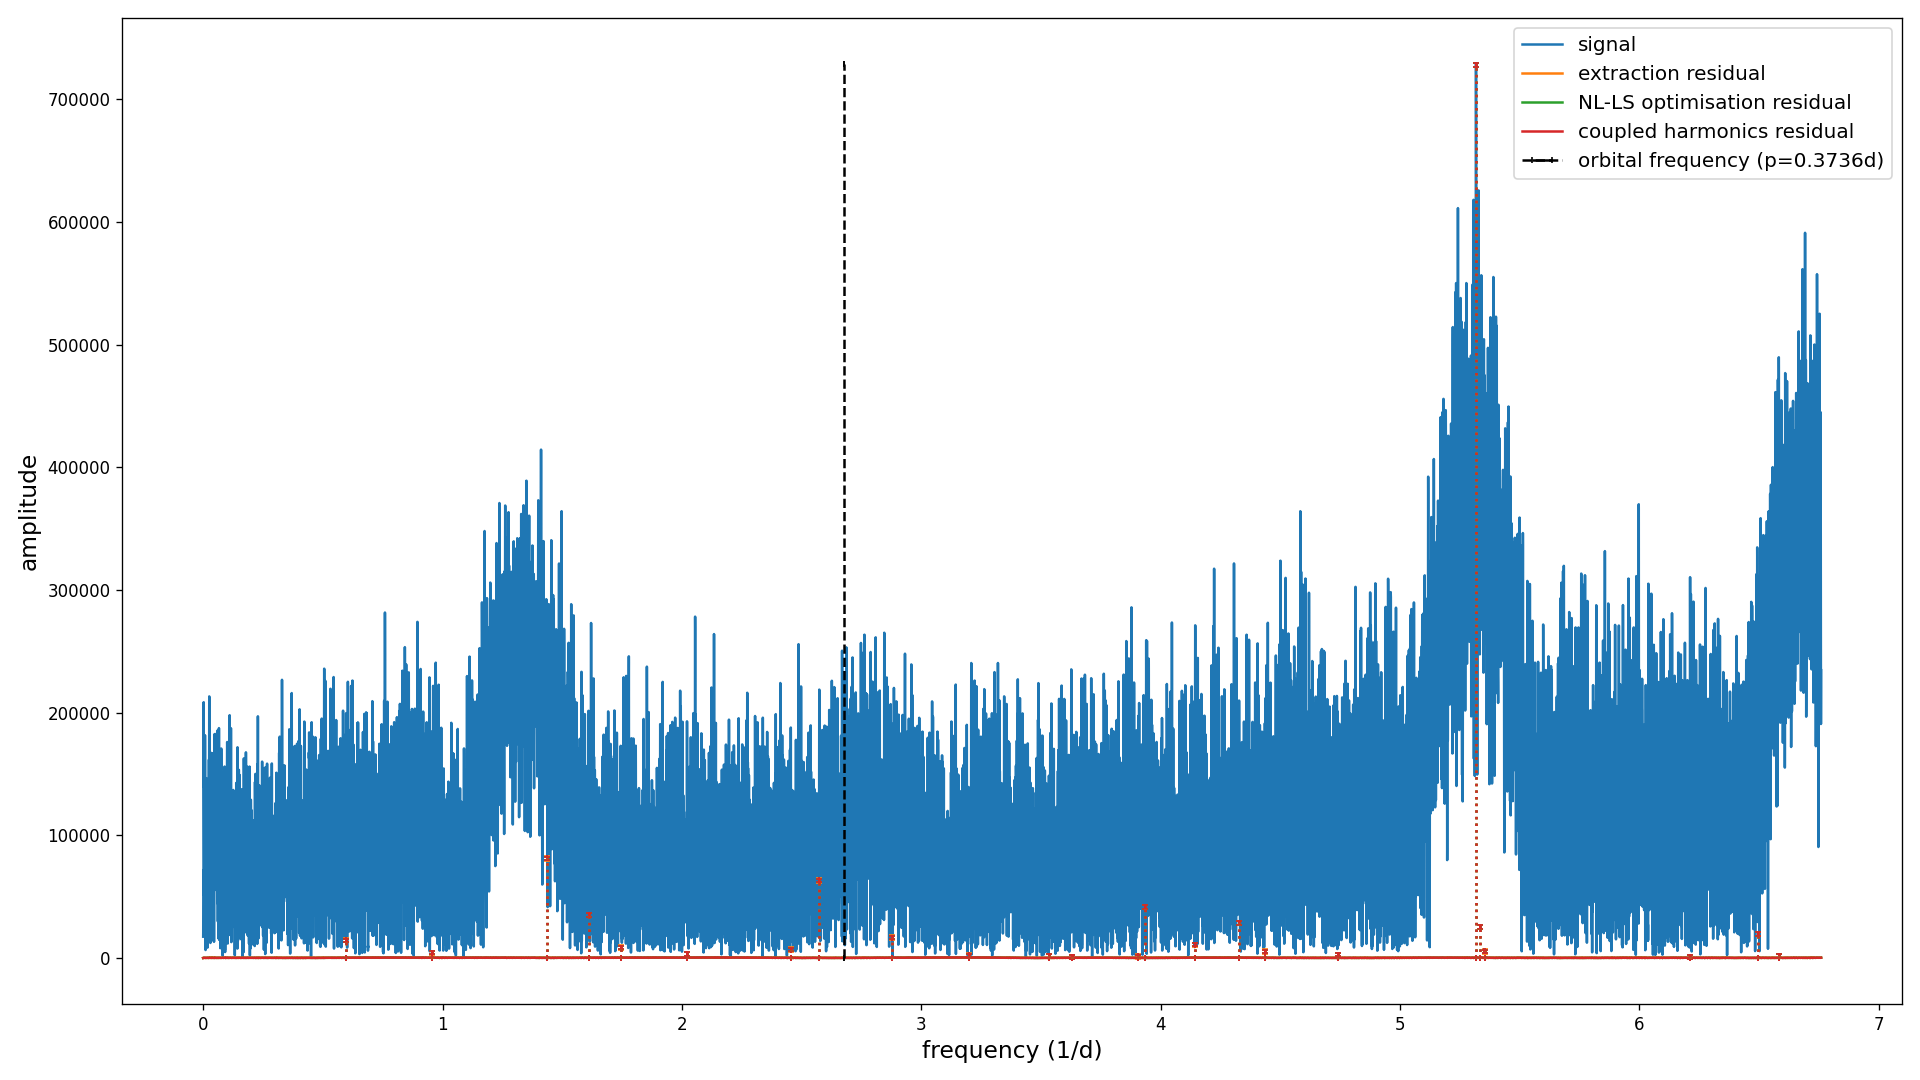 signal
extraction residual
NL-LS optimisation residual
coupled harmonics residual
orbital frequency (p=0.3736d)
700000
600000
500000
400000
300000
200000
100000
0
amplitude
0 1 2 3 4 5 6 7
frequency (1/d)